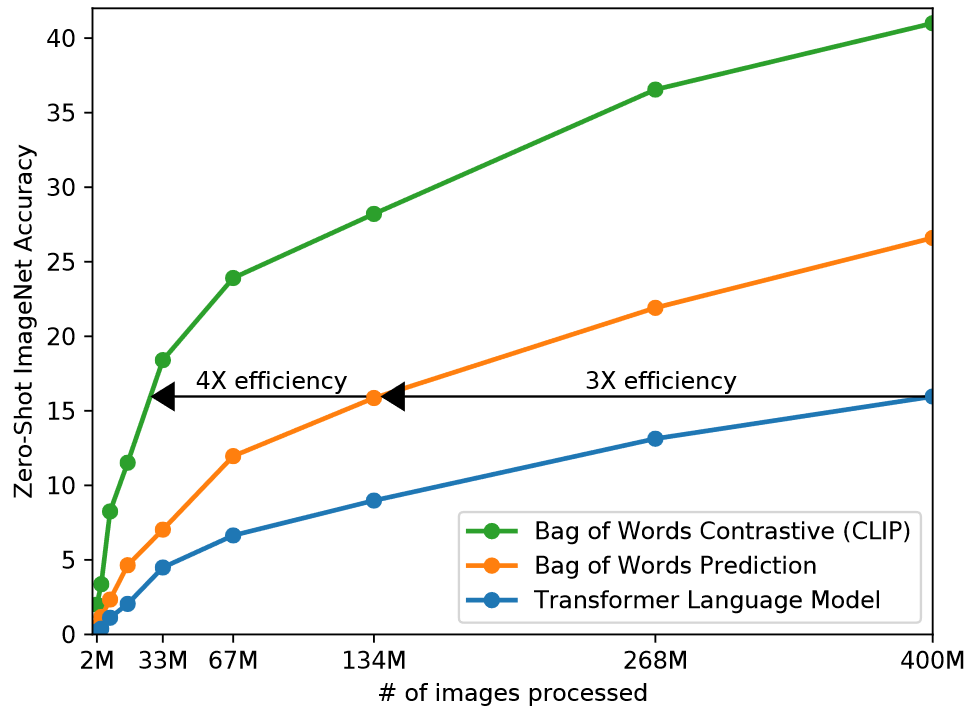 40
35
30
25
20
15
10
5
0
Zero-Shot ImageNet Accuracy
4X efficiency
3X efficiency
Bag of Words Contrastive (CLIP)
Bag of Words Prediction
Transformer Language Model
2M 33M 67M 134M 268M 400M
# of images processed